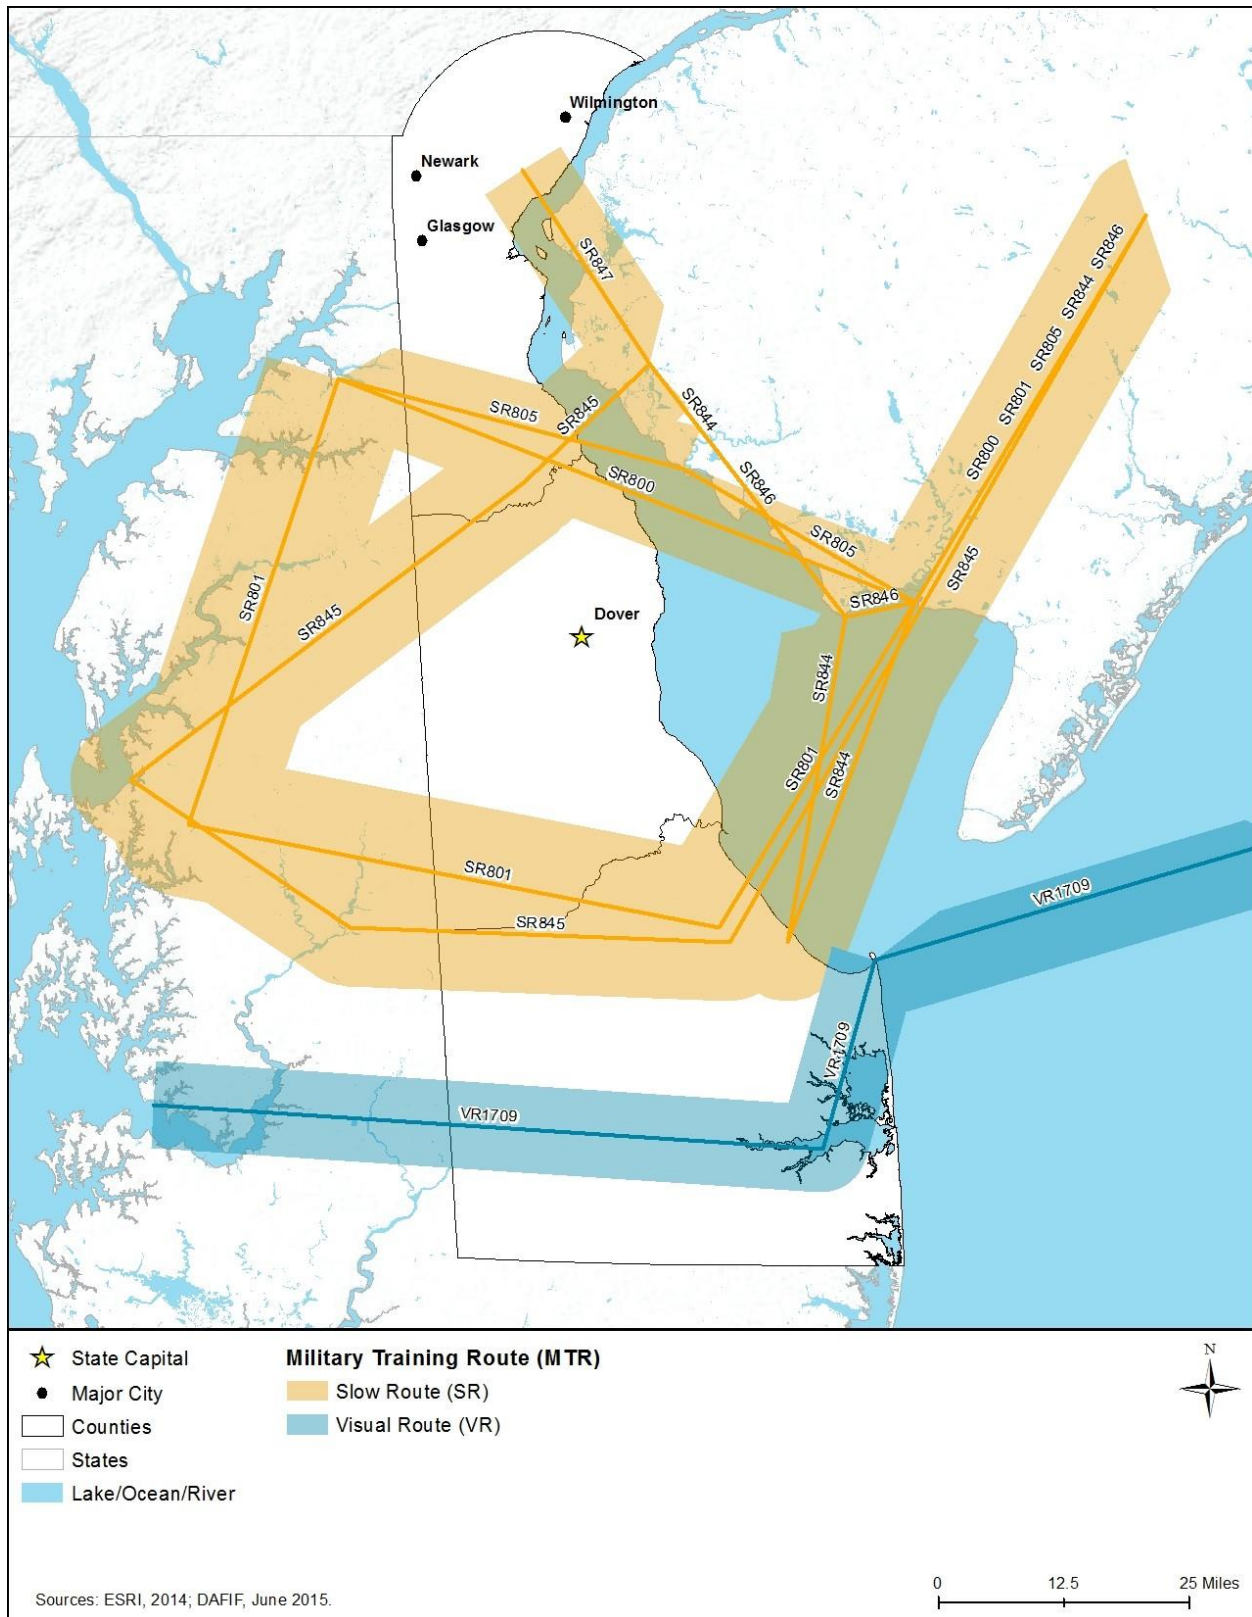 Wilmington
Newark
Glasgow
SR847
SR846
SR844
SR805
SR801
SR800
SR845
SR805
SR845
SR844
SR800
SR846
SR805
SR846
SR801
SR845
Dover
SR844
SR801
SR844
SR801
SR845
VR1709
VR1709
VR1709
State Capital
Major City
Counties
States
Lake/Ocean/River
Military Training Route (MTR)
Slow Route (SR)
Visual Route (VR)
N
Sources: ESRI, 2014; DAFIF, June 2015.
0 12.5 25 Miles